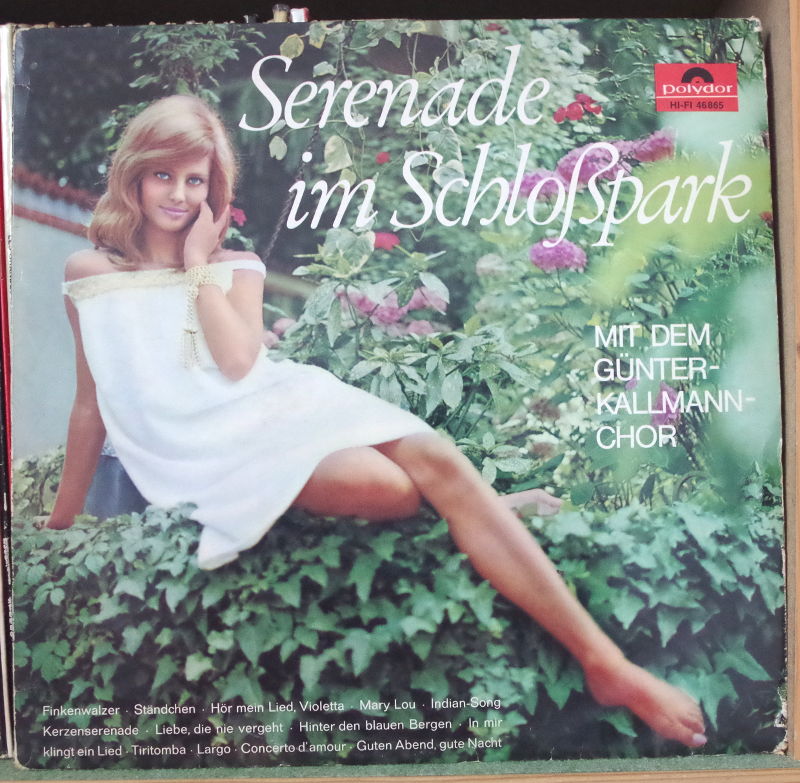 Serenade
im Schloßpark
polydor
HI-FI 46865
MIT DEM
GÜNTER-
KALLMANN-
CHOR
Finkenwalzer · Ständchen · Hör mein Lied, Violetta · Mary Lou · Indian-Song
Kerzenserenade · Liebe, die nie vergeht · Hinter den blauen Bergen · In mir
klingt ein Lied · Tiritomba · Largo · Concerto d'amour · Guten Abend, gute Nacht